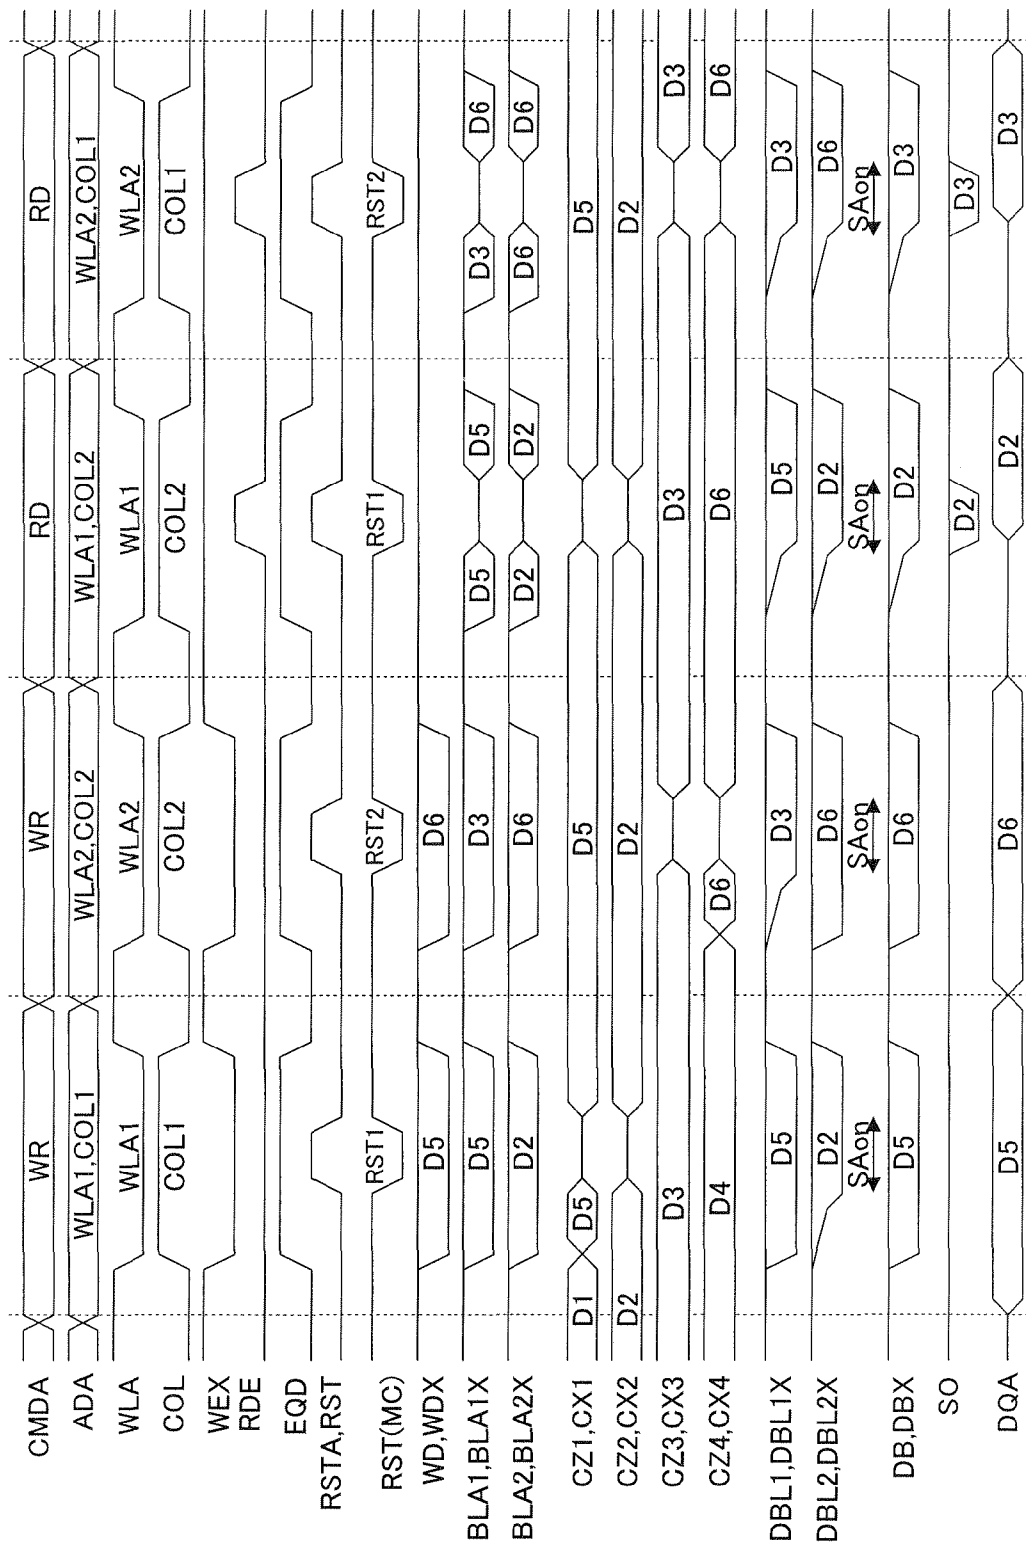 CMDA WR WR RD RD
ADA WLA1,COL1 WLA2,COL2 WLA1,COL2 WLA2,COL1
WLA WLA1 WLA2 WLA1 WLA2
COL COL1 COL2 COL2 COL1
WEX
RDE
EQD
RSTA,RST
RST(MC) RST1 RST2 RST1 RST2
WD,WDX D5 D6
BLA1,BLA1X D5 D3 D5 D5 D3 D6
BLA2,BLA2X D2 D6 D2 D2 D6 D6
CZ1,CX1 D1 D5 D5 D5
CZ2,CX2 D2 D2 D2
CZ3,CX3 D3 D3 D3
CZ4,CX4 D4 D6 D6 D6
DBL1,DBL1X D5 D3 D5 D3
DBL2,DBL2X D2 D6 D2 D6
SAon SAon SAon SAon
DB,DBX D5 D6 D2 D3
SO D2 D3
DQA D5 D6 D2 D3